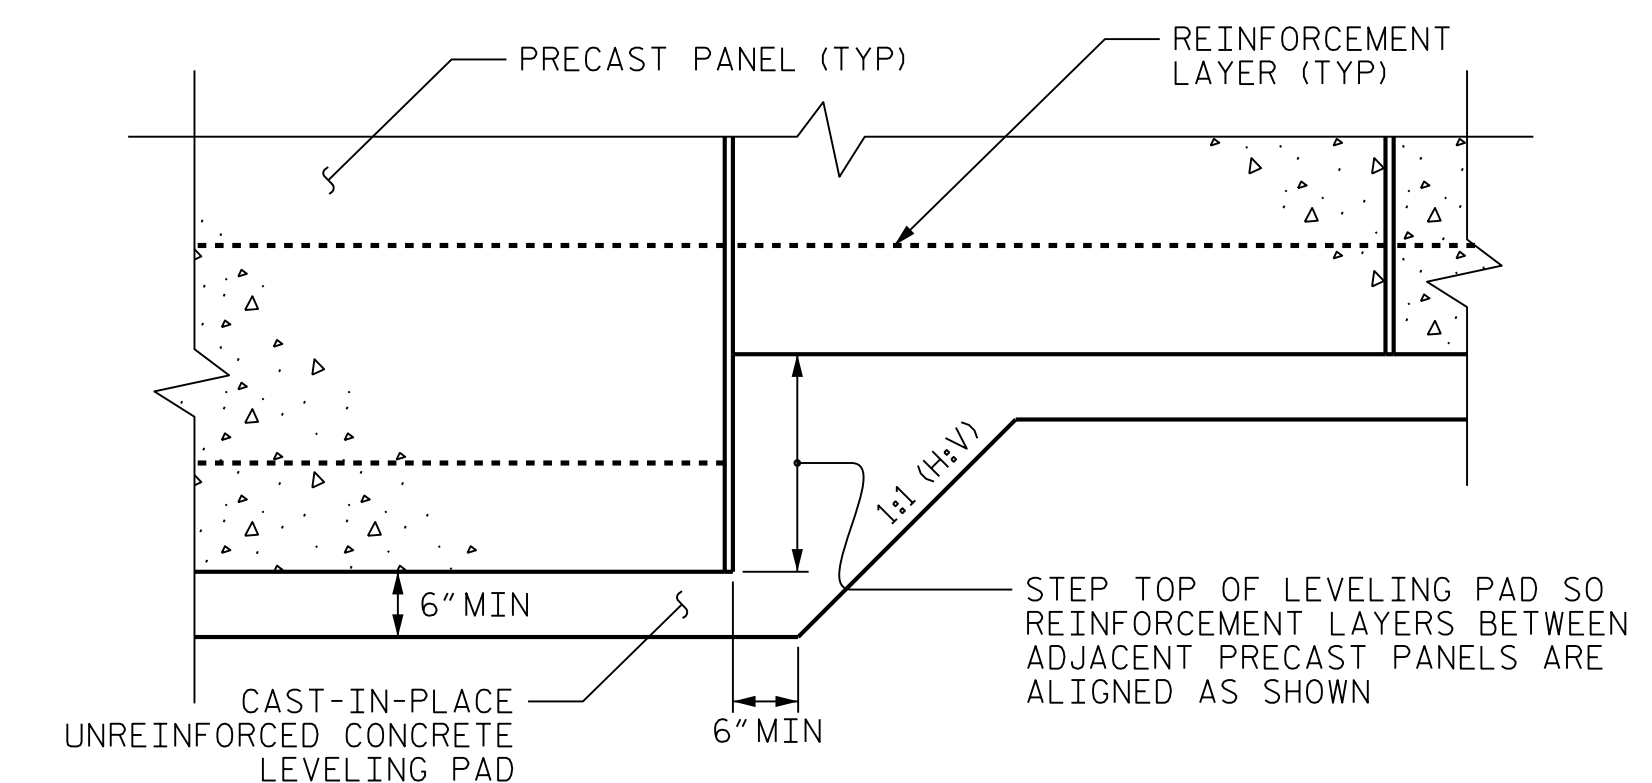 PRECAST PANEL (TYP)
REINFORCEMENT
LAYER (TYP)
1:1 (H:V)
6" MIN
STEP TOP OF LEVELING PAD SO
REINFORCEMENT LAYERS BETWEEN
ADJACENT PRECAST PANELS ARE
ALIGNED AS SHOWN
CAST-IN-PLACE
UNREINFORCED CONCRETE
LEVELING PAD
6" MIN